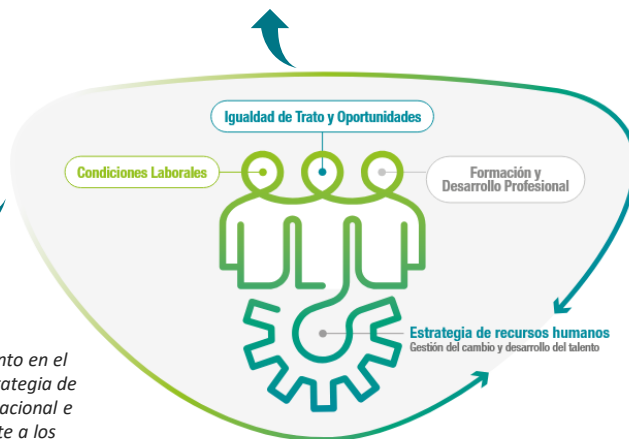 Igualdad de Trato y Oportunidades
Condiciones Laborales
Formación y
Desarrollo Profesional
Estrategia de recursos humanos
Gestión del cambio y desarrollo del talento
nto en el
rategia de
acional e
te a los